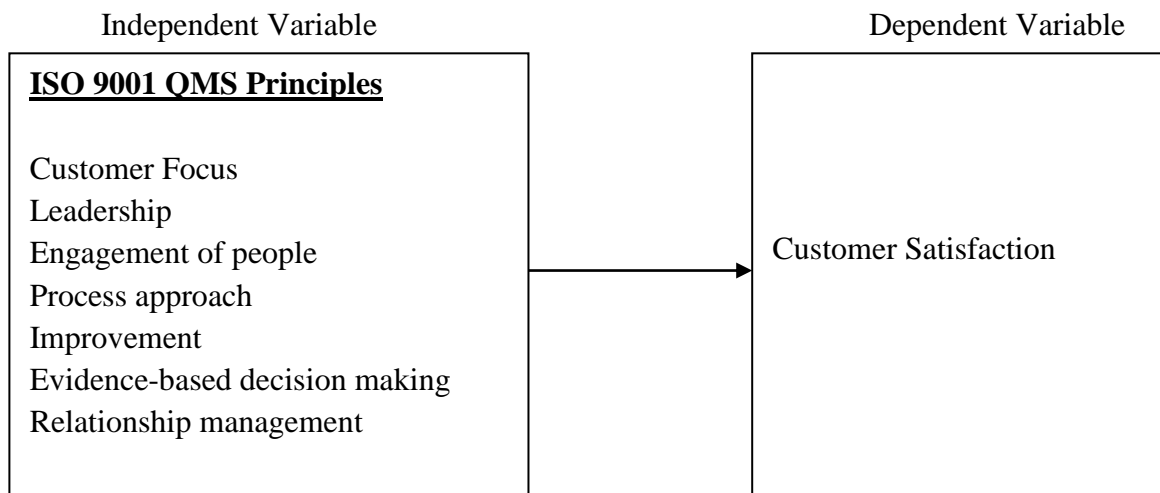 Independent Variable
Dependent Variable
ISO 9001 QMS Principles
Customer Focus
Leadership
Engagement of people
Process approach
Improvement
Evidence-based decision making
Relationship management
Customer Satisfaction